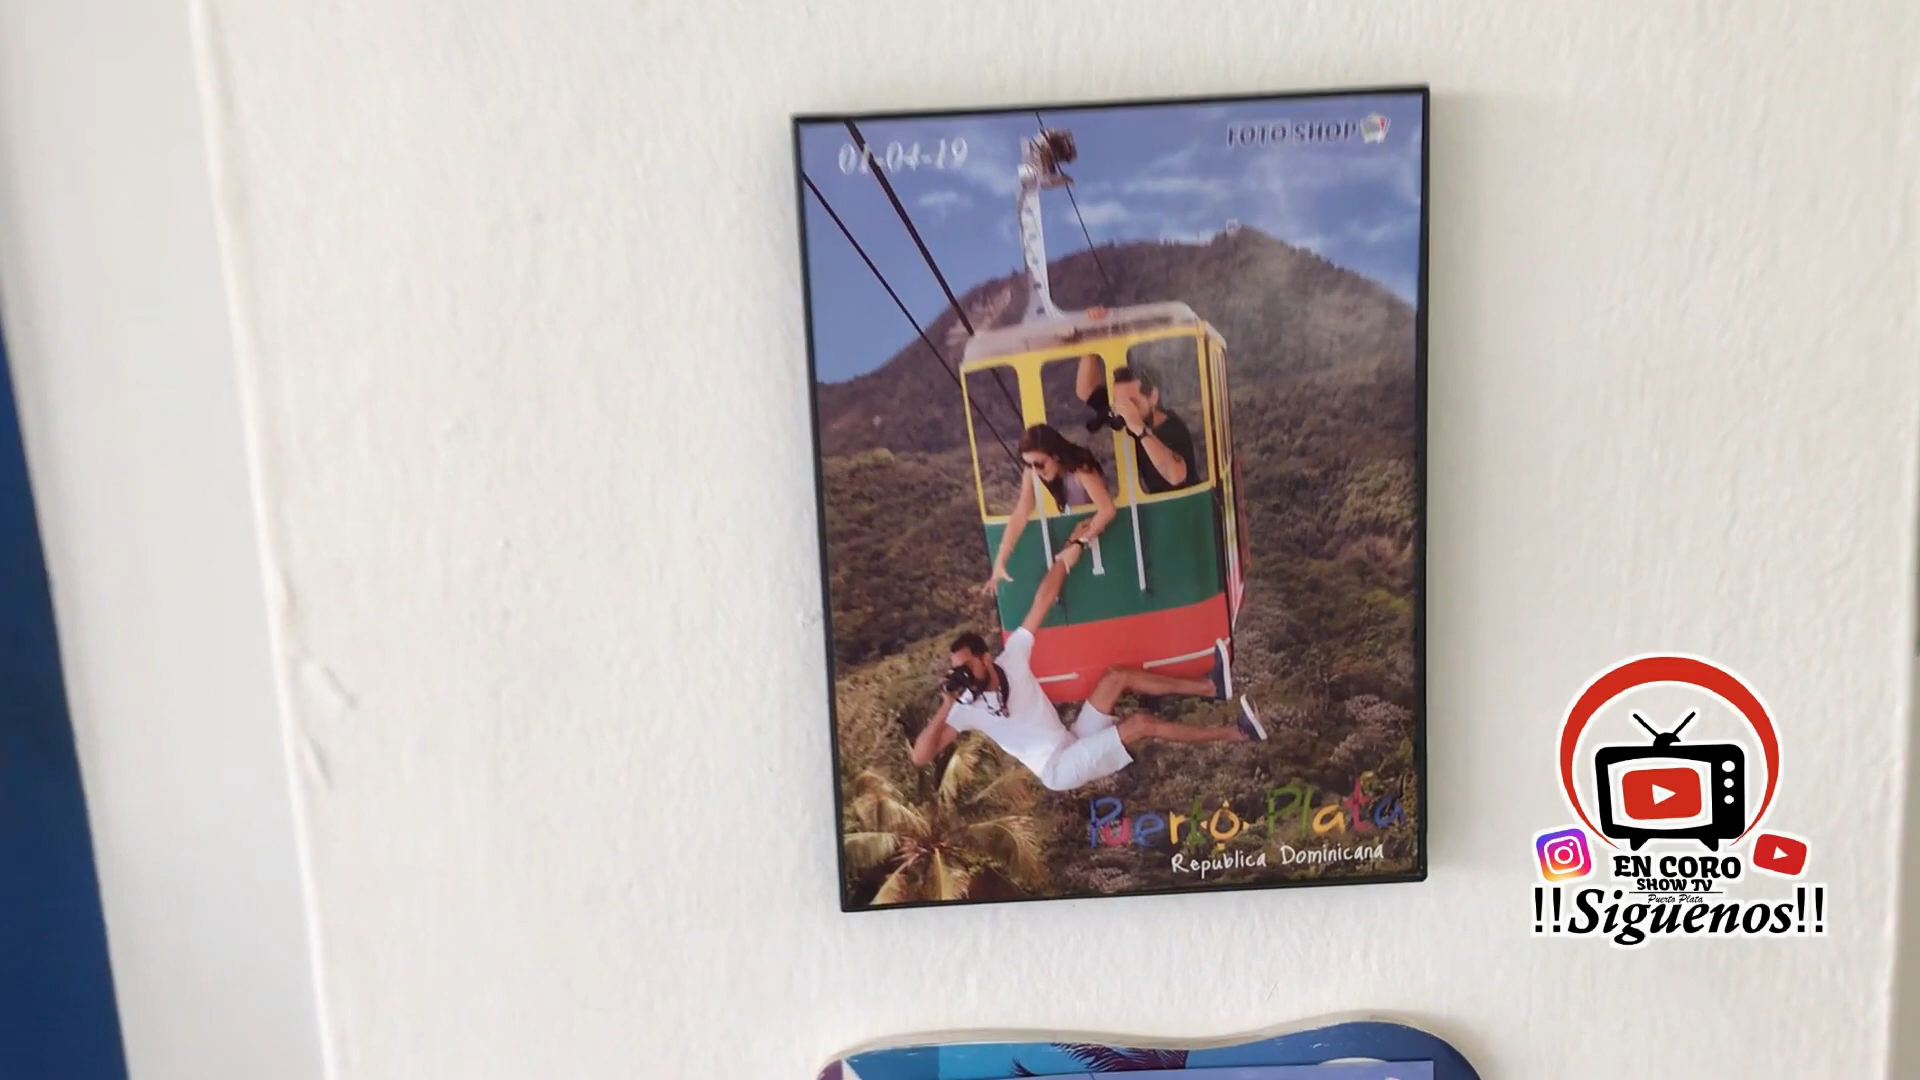 01-04-19
FOTO SHOP
Puerto Plata
Republica Dominicana
EN CORO
SHOW TV
Puerto Plata
!!Siguenos!!